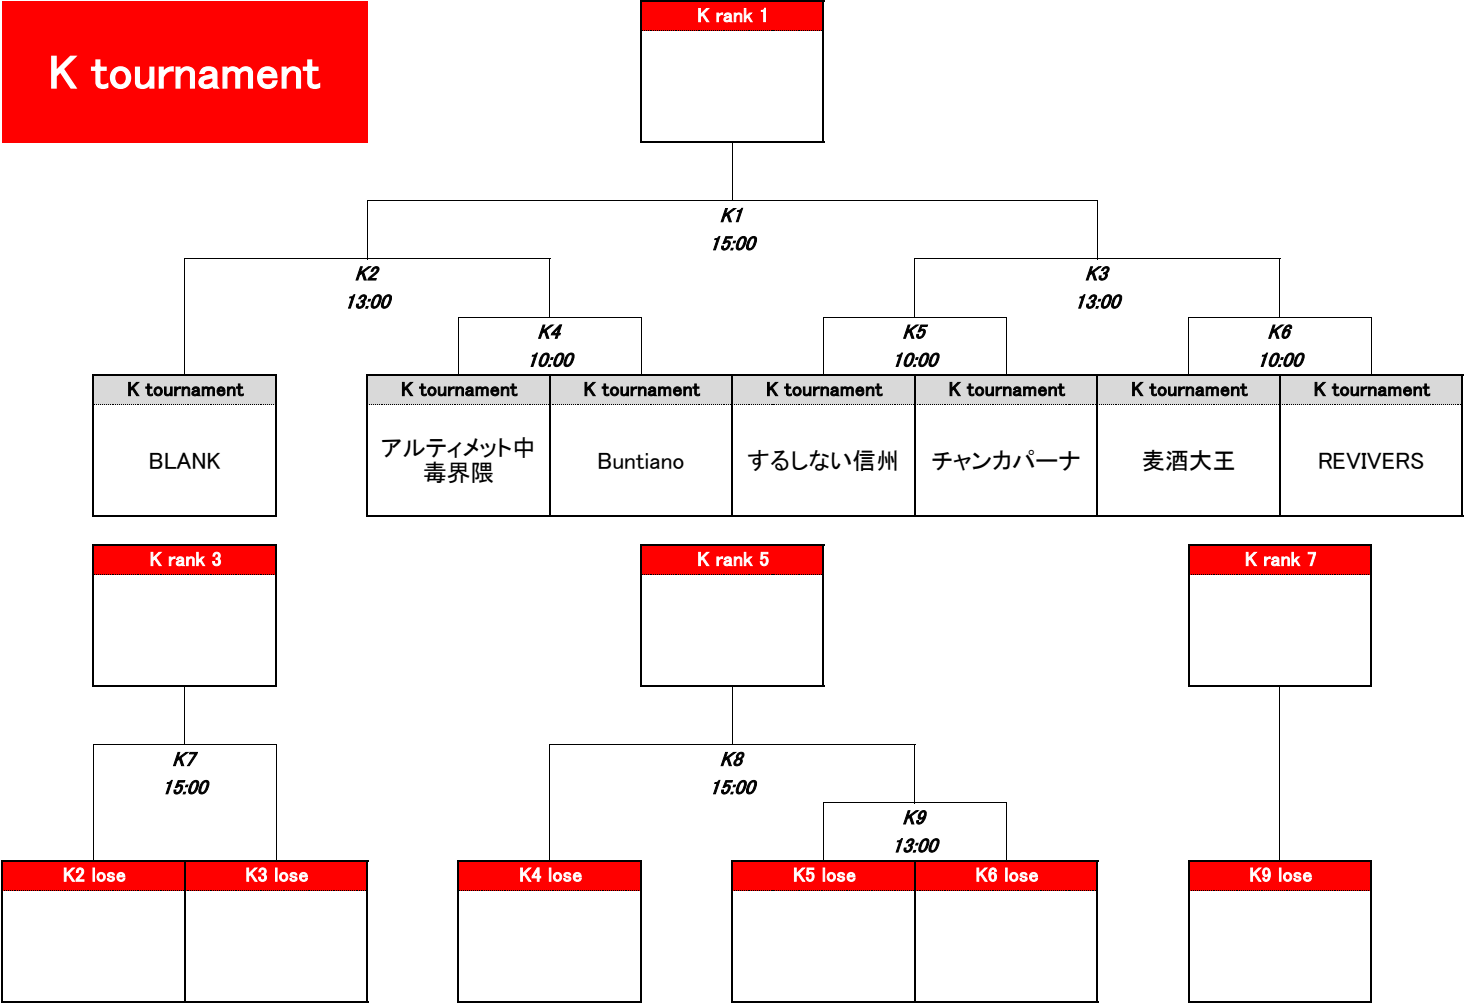 K rank 1
K tournament
K1
15:00
K2
13:00
K3
13:00
K4
10:00
K5
10:00
K6
10:00
K tournament
K tournament
K tournament
K tournament
K tournament
K tournament
K tournament
BLANK
アルティメット中
毒界隈
Buntiano
するしない信州
チャンカパーナ
麦酒大王
REVIVERS
K rank 3
K rank 5
K rank 7
K7
15:00
K8
15:00
K9
13:00
K2 lose
K3 lose
K4 lose
K5 lose
K6 lose
K9 lose